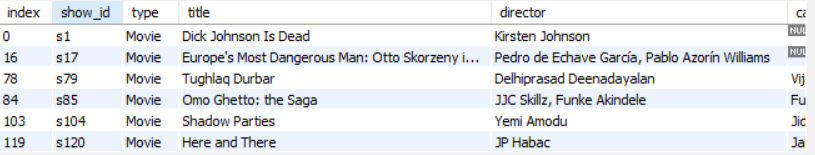 index show_id type title director ca
0 s1 Movie Dick Johnson Is Dead Kirsten Johnson NUL
16 s17 Movie Europe's Most Dangerous Man: Otto Skorzeny i... Pedro de Echave García, Pablo Azorín Williams NUL
78 s79 Movie Tughlaq Durbar Delhiprasad Deenadayalan Vij
84 s85 Movie Omo Ghetto: the Saga JJC Skillz, Funke Akindele Fu
103 s104 Movie Shadow Parties Yemi Amodu Jid
119 s120 Movie Here and There JP Habac Ja